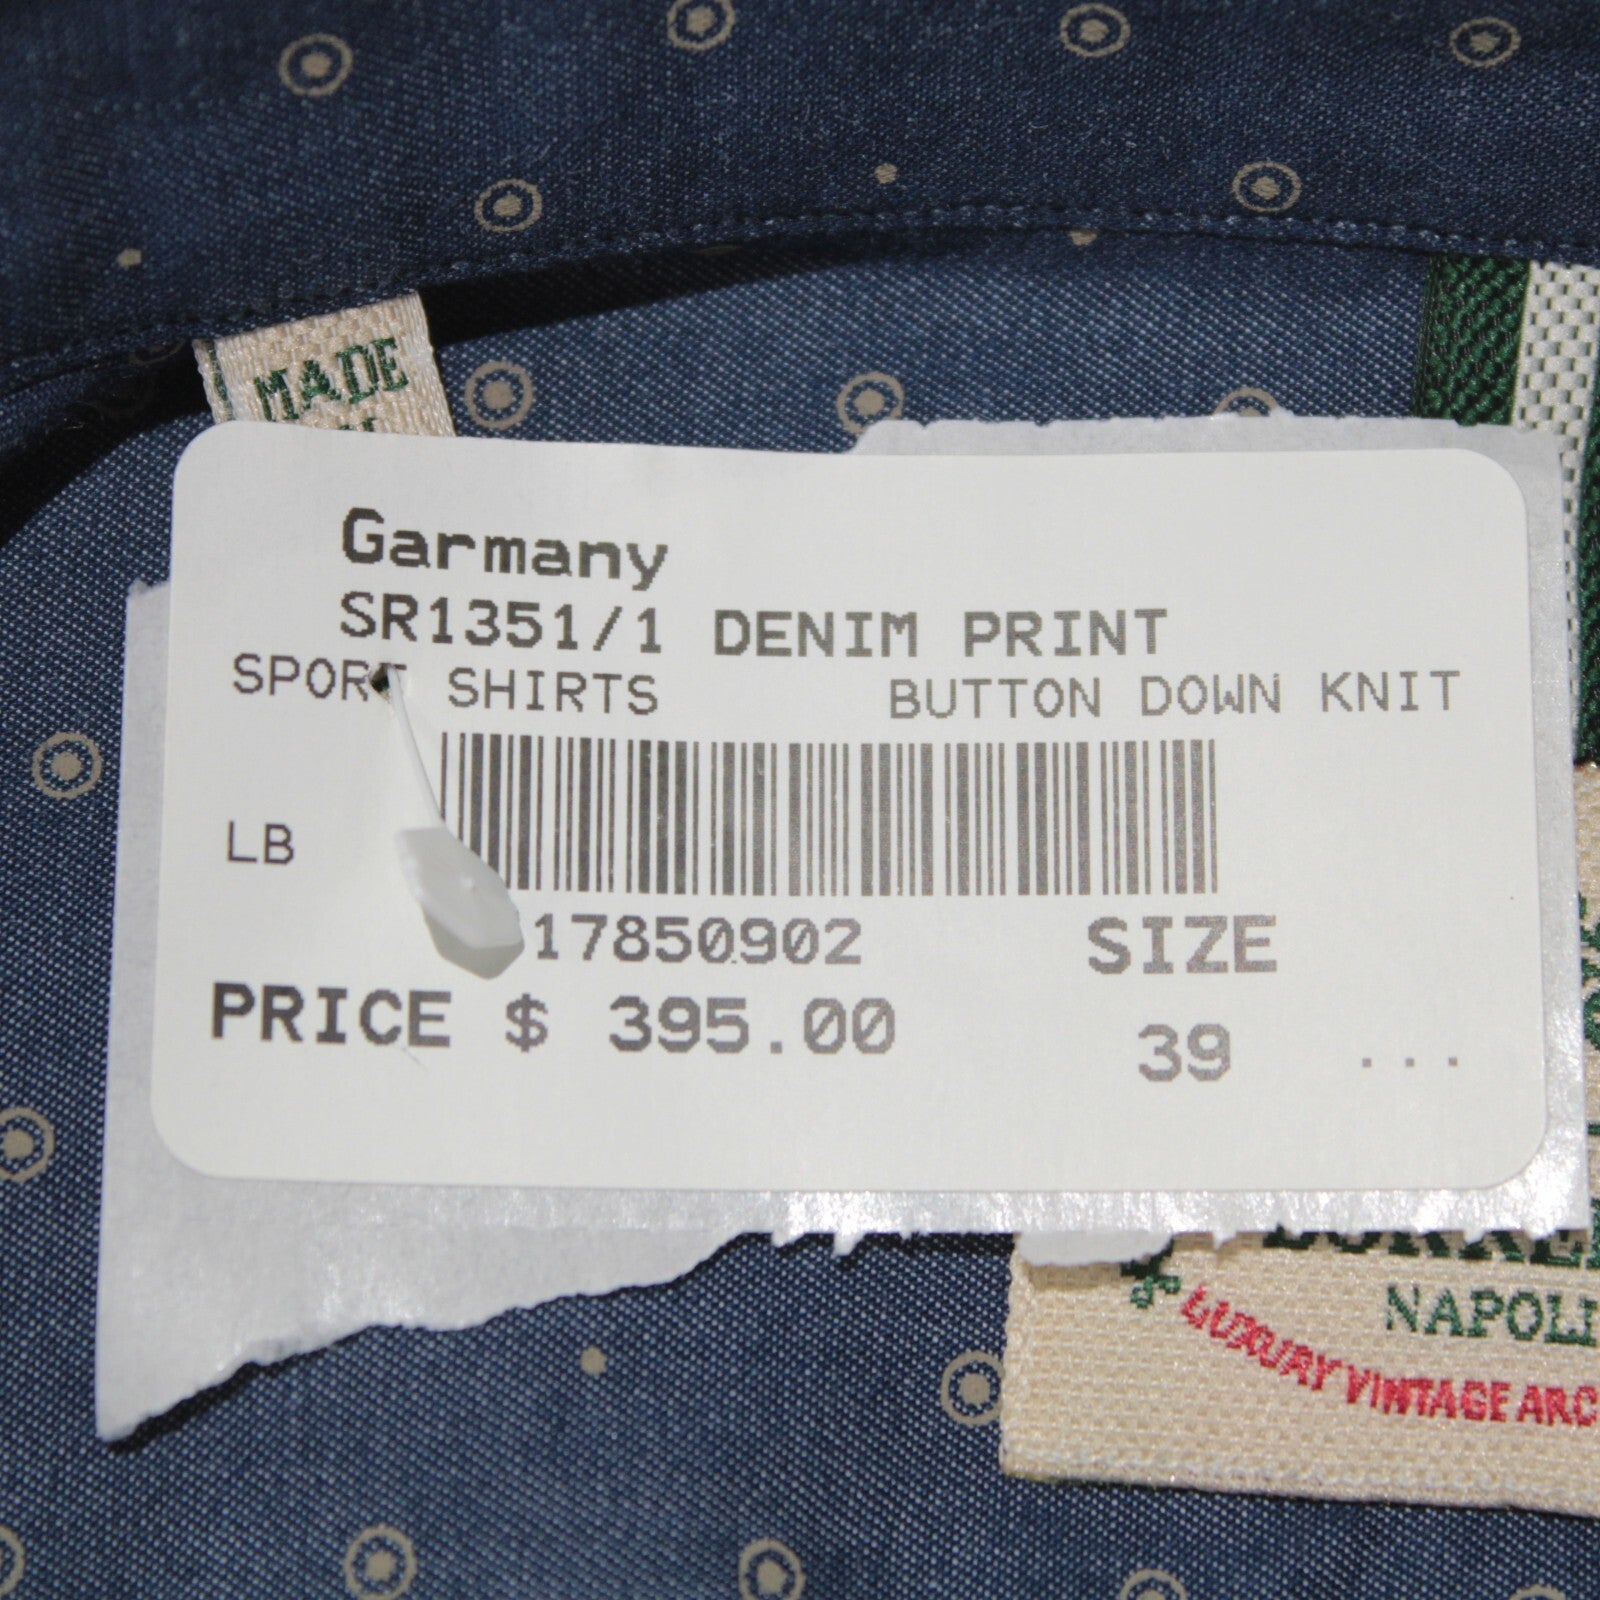 MADE
Garmany
SR1351/1 DENIM PRINT
SPORT SHIRTS BUTTON DOWN KNIT
LB
17850902 SIZE
PRICE $ 395.00 39 ...
NAPOLI
LUXURY VINTAGE ARC